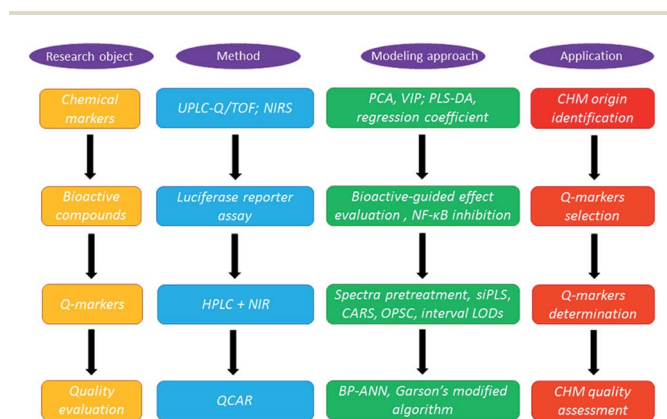 Research object
Method
Modeling approach
Application
Chemical
markers
UPLC-Q/TOF; NIRS
PCA, VIP; PLS-DA,
regression coefficient
CHM origin
identification
Bioactive
compounds
Luciferase reporter
assay
Bioactive-guided effect
evaluation , NF-κB inhibition
Q-markers
selection
Q-markers
HPLC + NIR
Spectra pretreatment, siPLS,
CARS, OPSC, interval LODs
Q-markers
determination
Quality
evaluation
QCAR
BP-ANN, Garson's modified
algorithm
CHM quality
assessment